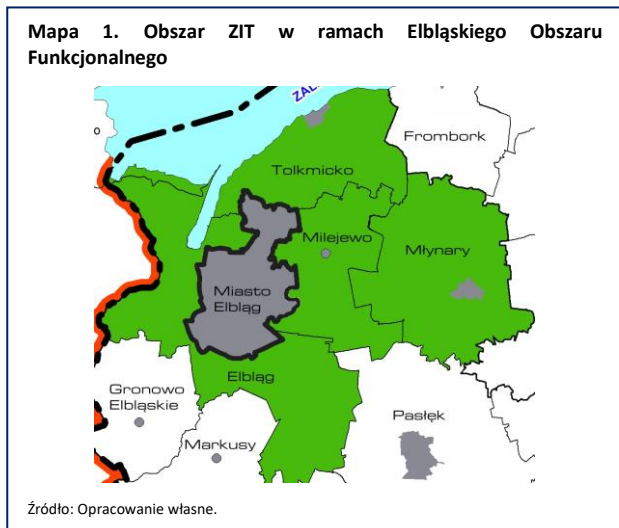 Mapa 1. Obszar ZIT w ramach Elbląskiego Obszaru
Funkcjonalnego
ZAL
Frombork
Tolkmicko
Milejewo
Młynary
Miasto
Elbląg
Elbląg
Gronowo
Elbląskie
Pasłęk
Markusy
Źródło: Opracowanie własne.